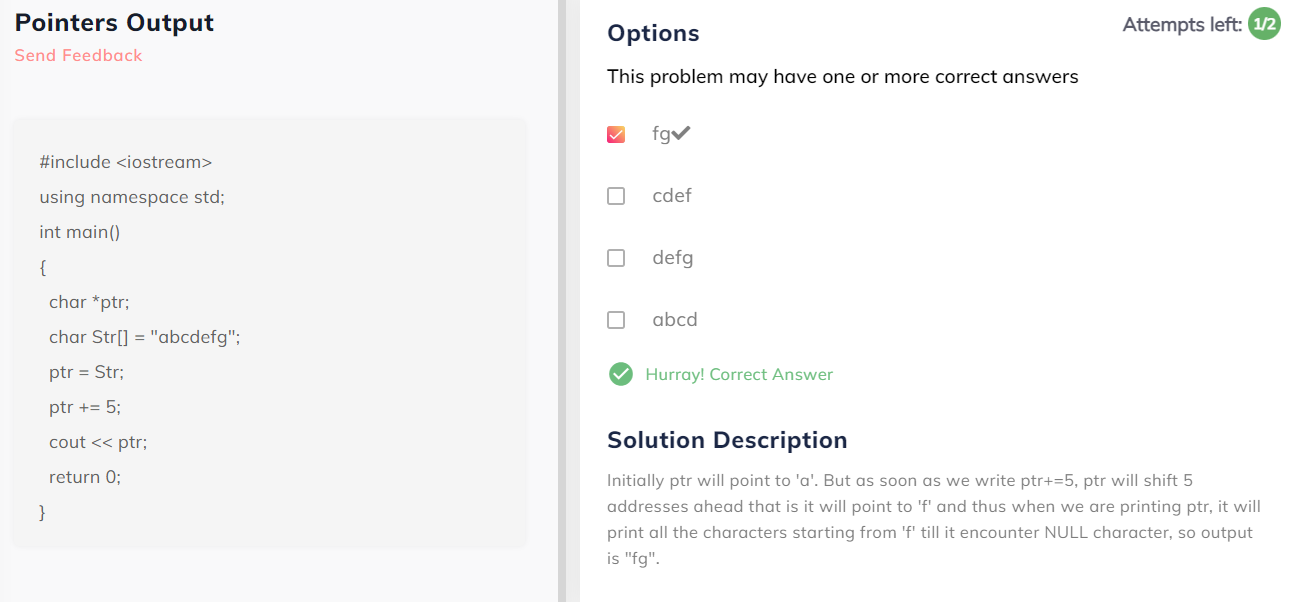 Pointers Output
Send Feedback
#include <iostream>
using namespace std;
int main()
{
char *ptr;
char Str[] = "abcdefg";
ptr = Str;
ptr += 5;
cout << ptr;
return 0;
}
Options
Attempts left: 1/2
This problem may have one or more correct answers
fg
cdef
defg
abcd
Hurray! Correct Answer
Solution Description
Initially ptr will point to 'a'. But as soon as we write ptr+=5, ptr will shift 5
addresses ahead that is it will point to 'f' and thus when we are printing ptr, it will
print all the characters starting from 'f' till it encounter NULL character, so output
is "fg".